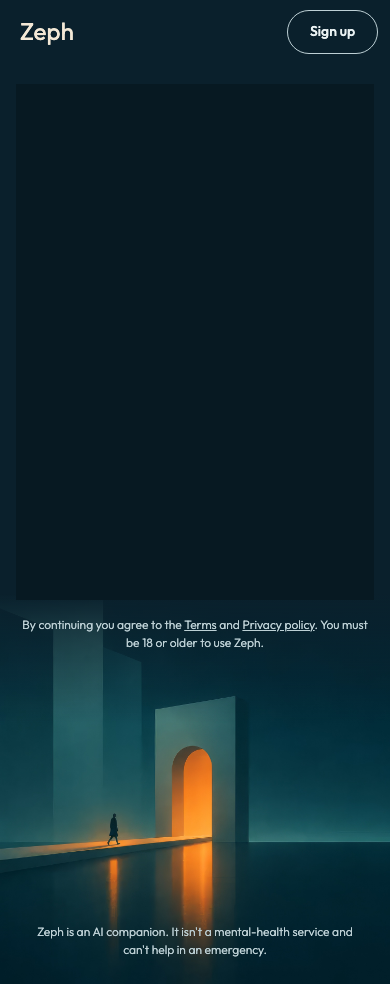 Zeph
Sign up
By continuing you agree to the Terms and Privacy policy. You must
be 18 or older to use Zeph.
Zeph is an AI companion. It isn't a mental-health service and
can't help in an emergency.